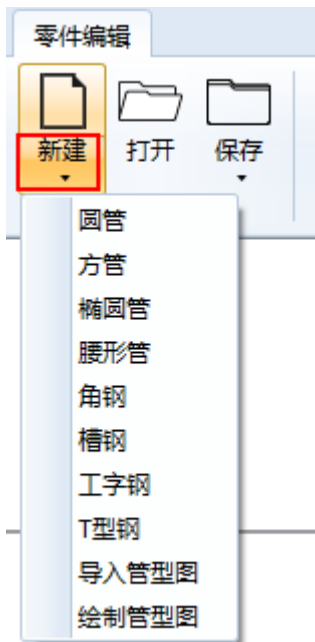 零件编辑
新建 打开 保存
圆管
方管
椭圆管
腰形管
角钢
槽钢
工字钢
T型钢
导入管型图
绘制管型图